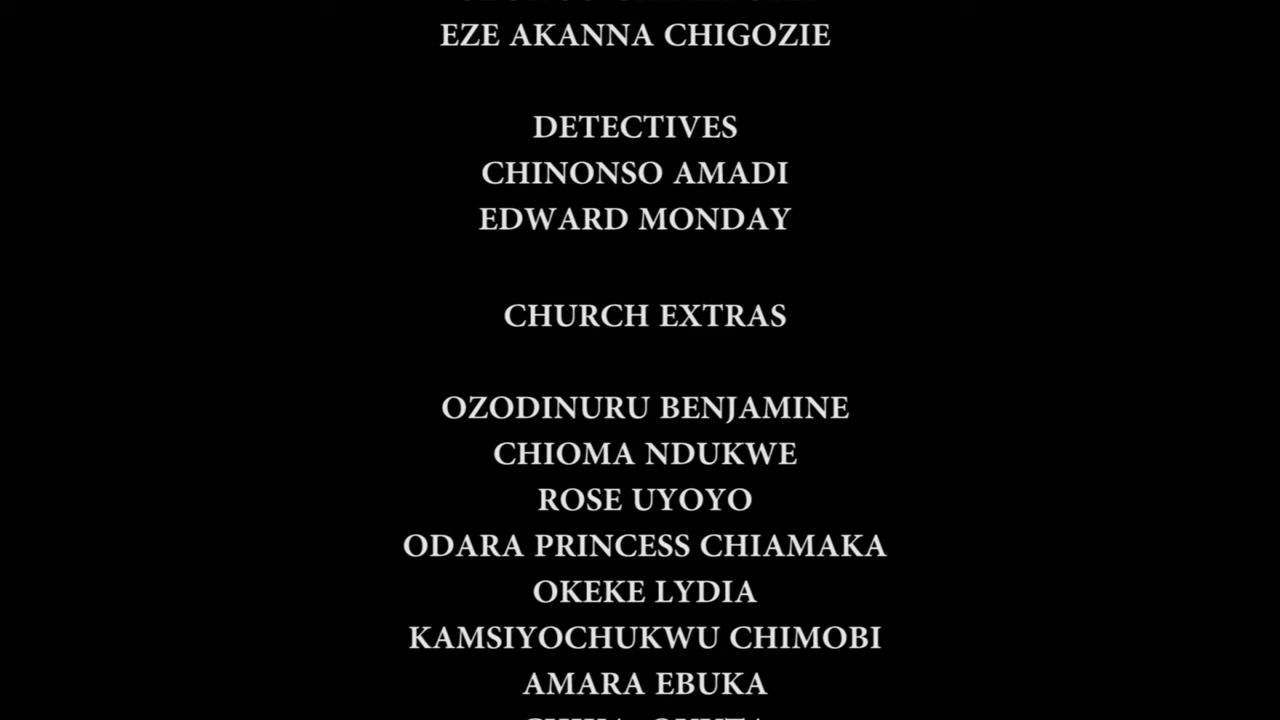 EZE AKANNA CHIGOZIE
DETECTIVES
CHINONSO AMADI
EDWARD MONDAY
CHURCH EXTRAS
OZODINURU BENJAMINE
CHIOMA NDUKWE
ROSE UYOYO
ODARA PRINCESS CHIAMAKA
OKEKE LYDIA
KAMSIYOCHUKWU CHIMOBI
AMARA EBUKA